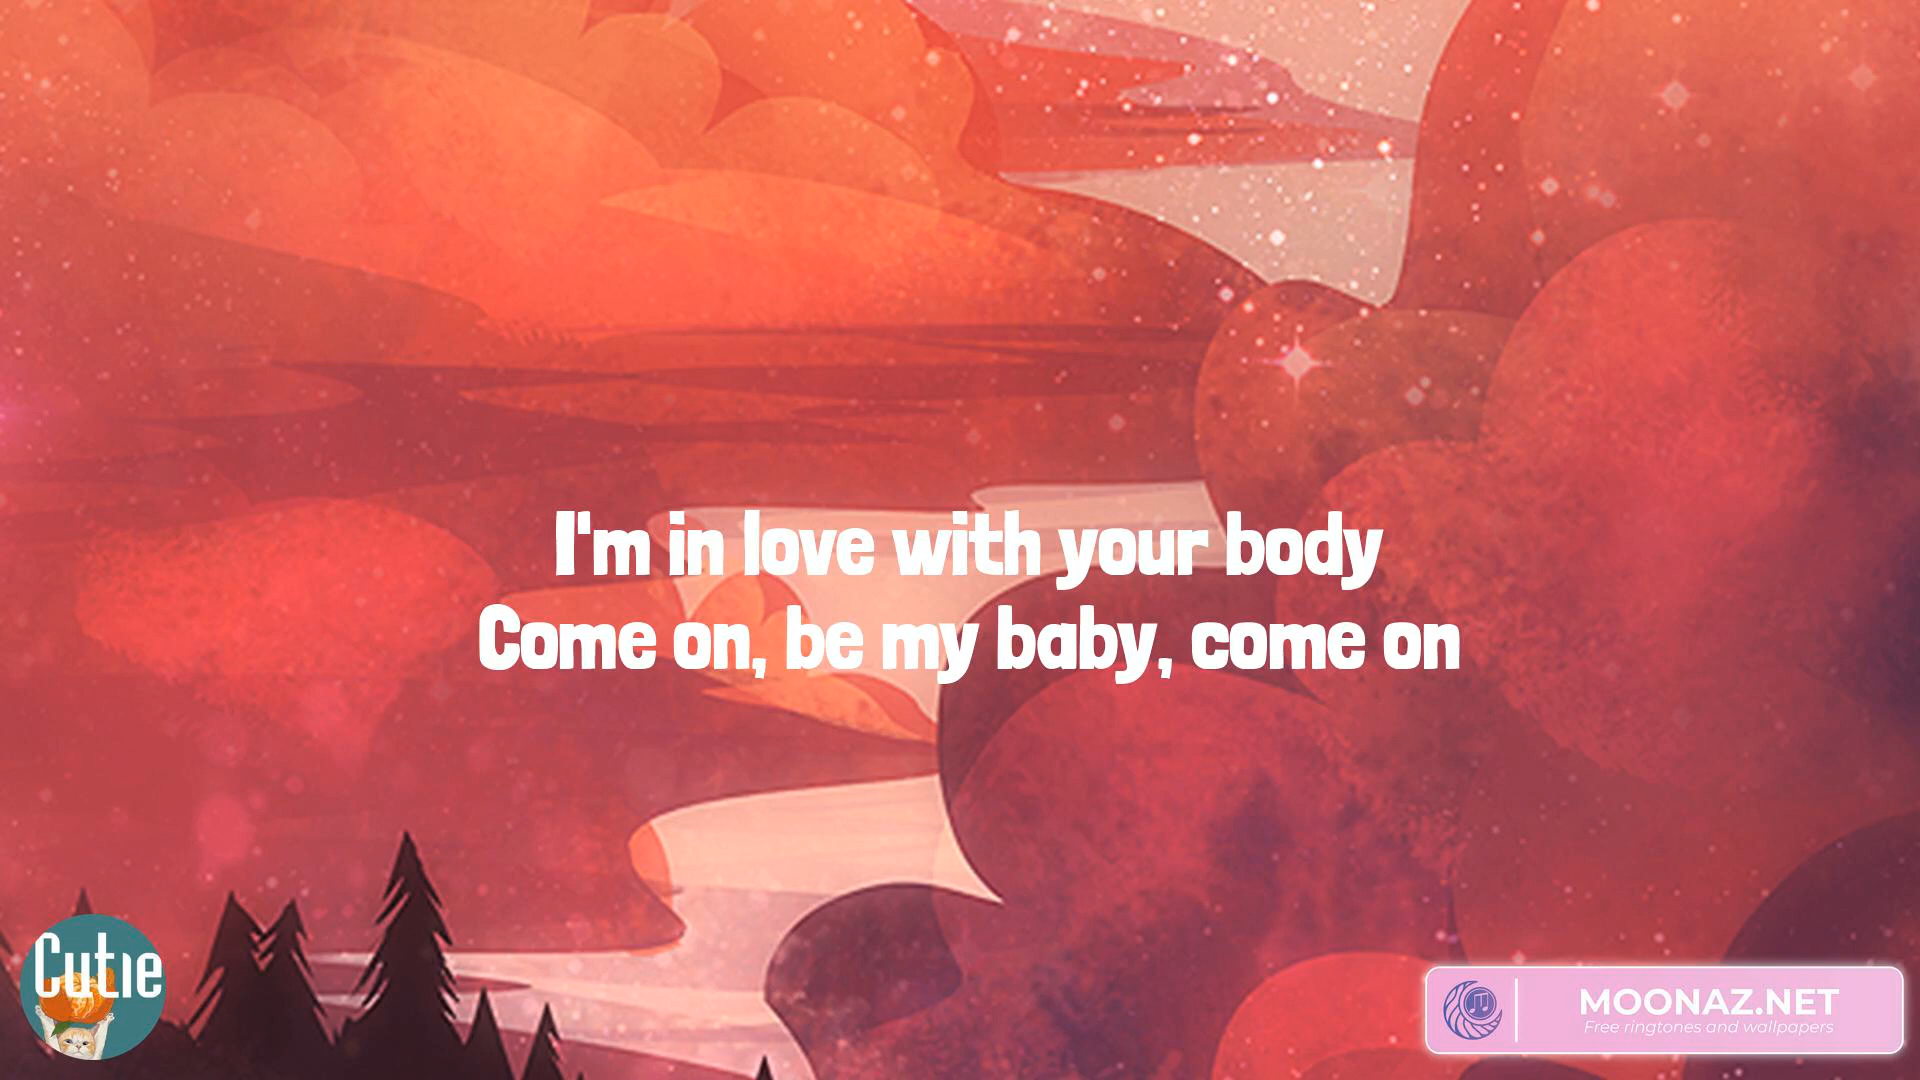 I'm in love with your body
Come on, be my baby, come on
Cutie
MOONAZ.NET
Free ringtones and wallpapers